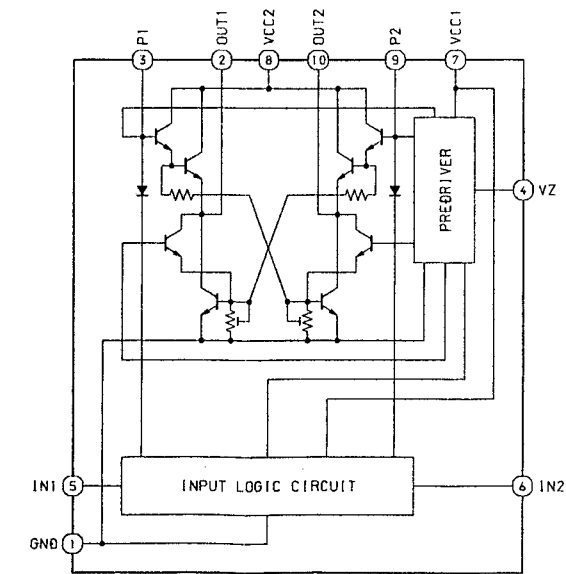 P1
OUT1
VCC2
OUT2
P2
VCC1
3
2
8
10
9
7
PREDRIVER
4 VZ
IN1 5
INPUT LOGIC CIRCUIT
6 IN2
GND 1